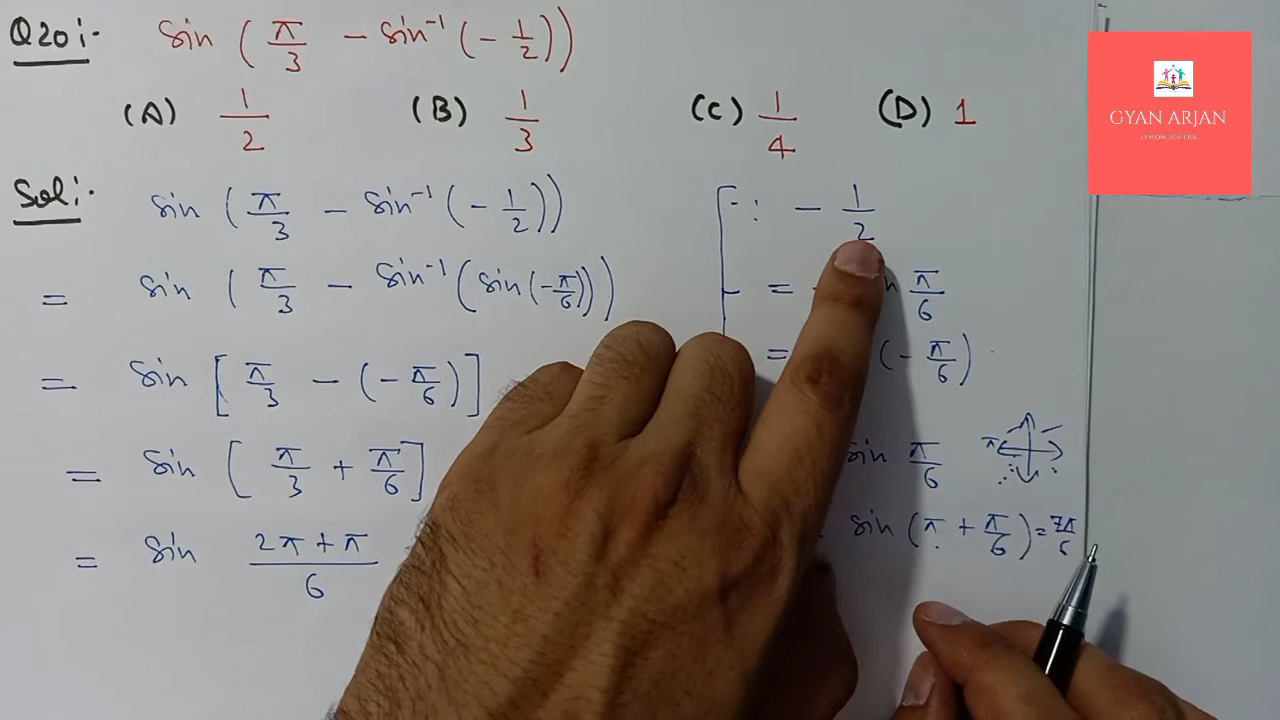 Q20:- sin (π/3 - sin⁻¹(-1/2))
(A) 1/2 (B) 1/3 (C) 1/4 (D) 1
GYAN ARJAN
Sol:- sin (π/3 - sin⁻¹(-1/2))
= sin (π/3 - sin⁻¹(sin(-π/6)))
= sin [π/3 - (-π/6)]
= sin [π/3 + π/6]
= sin (2π+π)/6
∵ - 1/2
= π/6
= (-π/6)
sin π/6
π
sin (π + π/6) = 7π/6